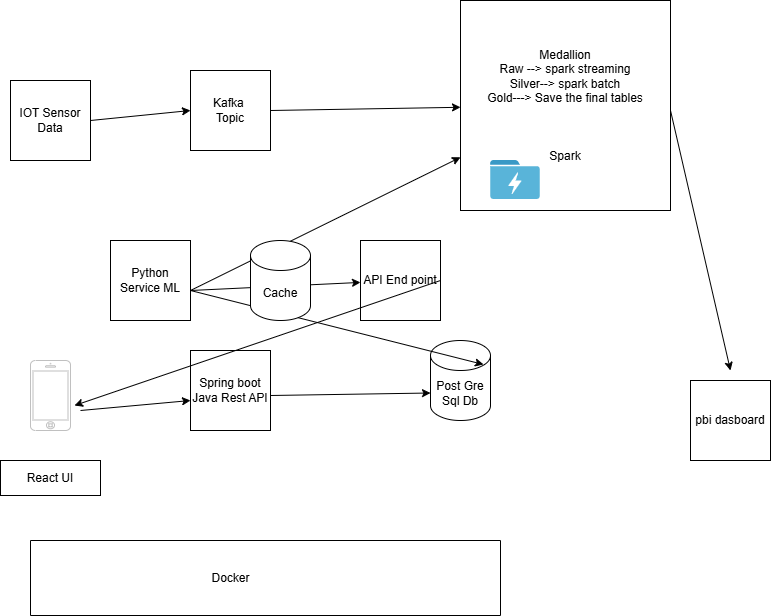 Medallion
Raw --> spark streaming
Silver--> spark batch
Gold---> Save the final tables
Spark
IOT Sensor
Data
Kafka
Topic
Python
Service ML
Cache
API End point
Spring boot
Java Rest API
Post Gre
Sql Db
pbi dasboard
React UI
Docker